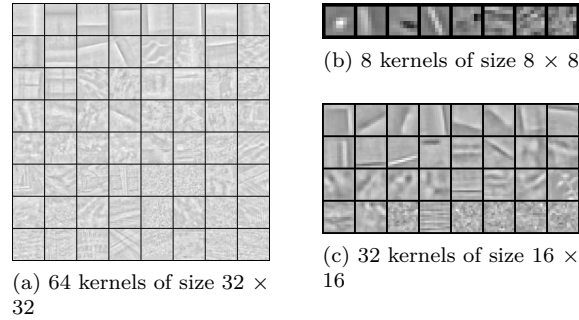 (a) 64 kernels of size 32 ×
32
(b) 8 kernels of size 8 × 8
(c) 32 kernels of size 16 ×
16